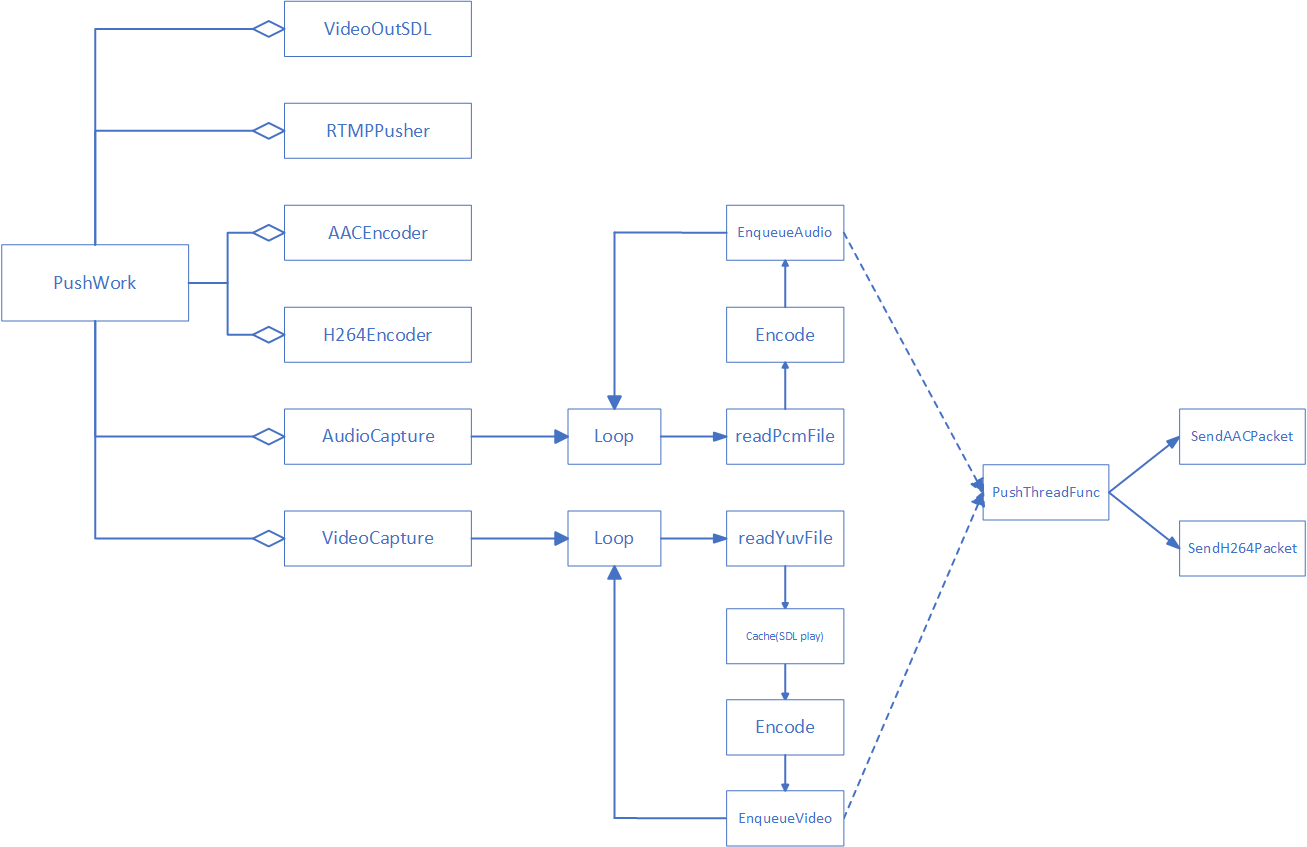 VideoOutSDL
RTMPPusher
AACEncoder
EnqueueAudio
PushWork
H264Encoder
Encode
AudioCapture
Loop
readPcmFile
SendAACPacket
PushThreadFunc
VideoCapture
Loop
readYuvFile
SendH264Packet
Cache(SDL play)
Encode
EnqueueVideo